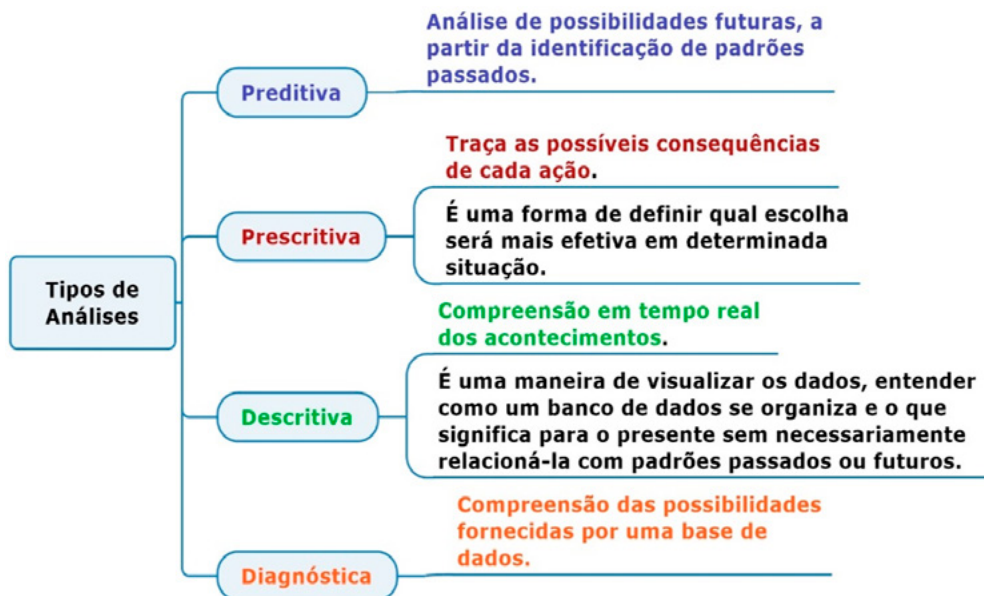 Tipos de
Análises
Preditiva
Análise de possibilidades futuras, a
partir da identificação de padrões
passados.
Prescritiva
Traça as possíveis consequências
de cada ação.
É uma forma de definir qual escolha
será mais efetiva em determinada
situação.
Descritiva
Compreensão em tempo real
dos acontecimentos.
É uma maneira de visualizar os dados, entender
como um banco de dados se organiza e o que
significa para o presente sem necessariamente
relacioná-la com padrões passados ou futuros.
Diagnóstica
Compreensão das possibilidades
fornecidas por uma base de
dados.